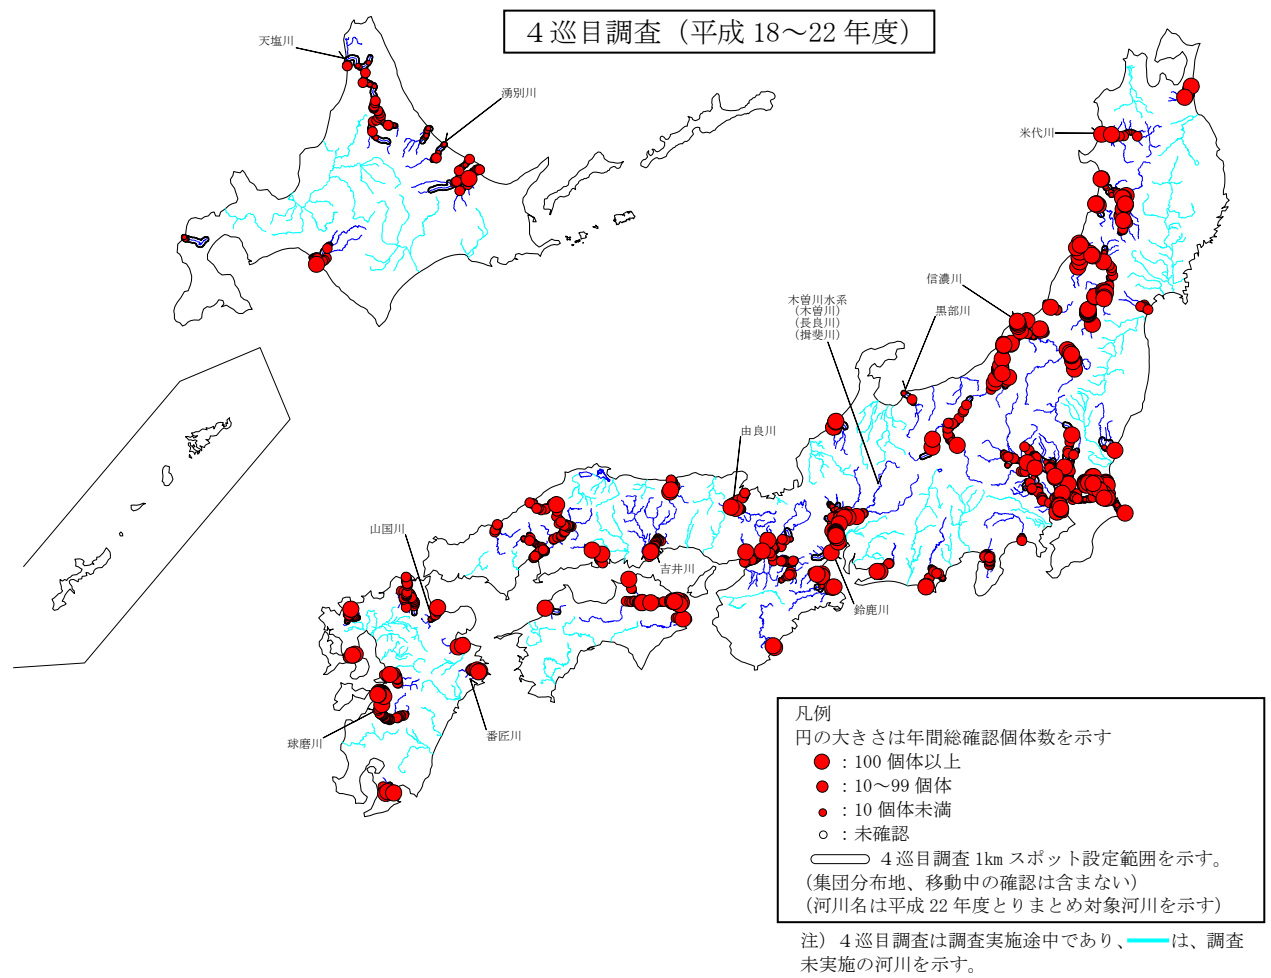 ４巡目調査（平成 18～22 年度）
天塩川
湧別川
米代川
信濃川
木曽川水系
（木曽川）
（長良川）
（揖斐川）
黒部川
由良川
山国川
吉井川
鈴鹿川
球磨川
番匠川
凡例
円の大きさは年間総確認個体数を示す
：100 個体以上
：10～99 個体
：10 個体未満
：未確認
４巡目調査 1km スポット設定範囲を示す。
（集団分布地、移動中の確認は含まない）
（河川名は平成 22 年度とりまとめ対象河川を示す）
注）４巡目調査は調査実施途中であり、 は、調査
未実施の河川を示す。